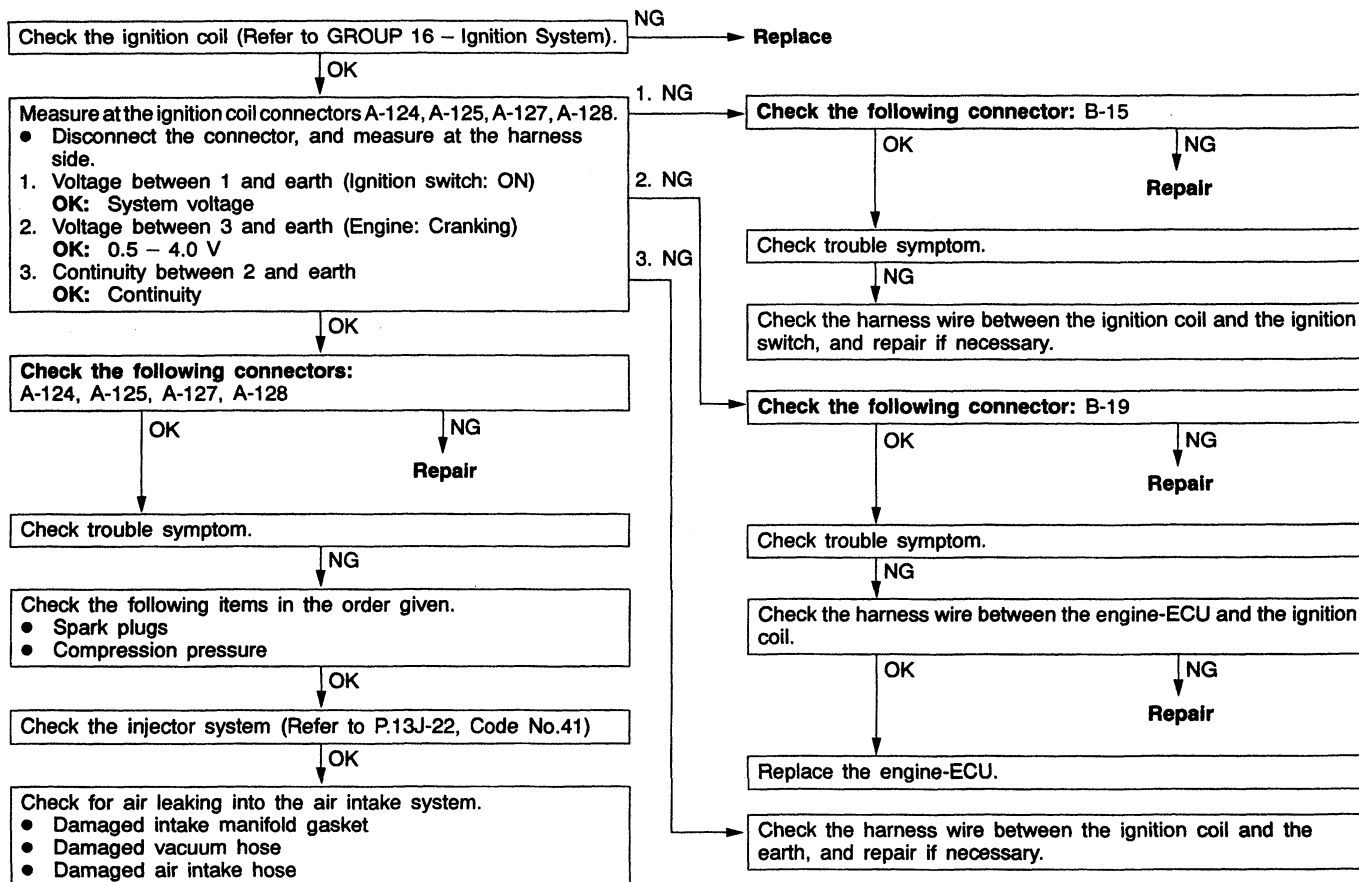 Check the ignition coil (Refer to GROUP 16 – Ignition System).
NG
Replace
OK
Measure at the ignition coil connectors A-124, A-125, A-127, A-128.
● Disconnect the connector, and measure at the harness
side.
1. Voltage between 1 and earth (Ignition switch: ON)
OK: System voltage
2. Voltage between 3 and earth (Engine: Cranking)
OK: 0.5 – 4.0 V
3. Continuity between 2 and earth
OK: Continuity
1. NG
2. NG
3. NG
OK
Check the following connectors:
A-124, A-125, A-127, A-128
OK
NG
Repair
Check trouble symptom.
NG
Check the following items in the order given.
● Spark plugs
● Compression pressure
OK
Check the injector system (Refer to P.13J-22, Code No.41)
OK
Check for air leaking into the air intake system.
● Damaged intake manifold gasket
● Damaged vacuum hose
● Damaged air intake hose
Check the following connector: B-15
OK
NG
Repair
Check trouble symptom.
NG
Check the harness wire between the ignition coil and the ignition
switch, and repair if necessary.
Check the following connector: B-19
OK
NG
Repair
Check trouble symptom.
NG
Check the harness wire between the engine-ECU and the ignition
coil.
OK
NG
Repair
Replace the engine-ECU.
Check the harness wire between the ignition coil and the
earth, and repair if necessary.